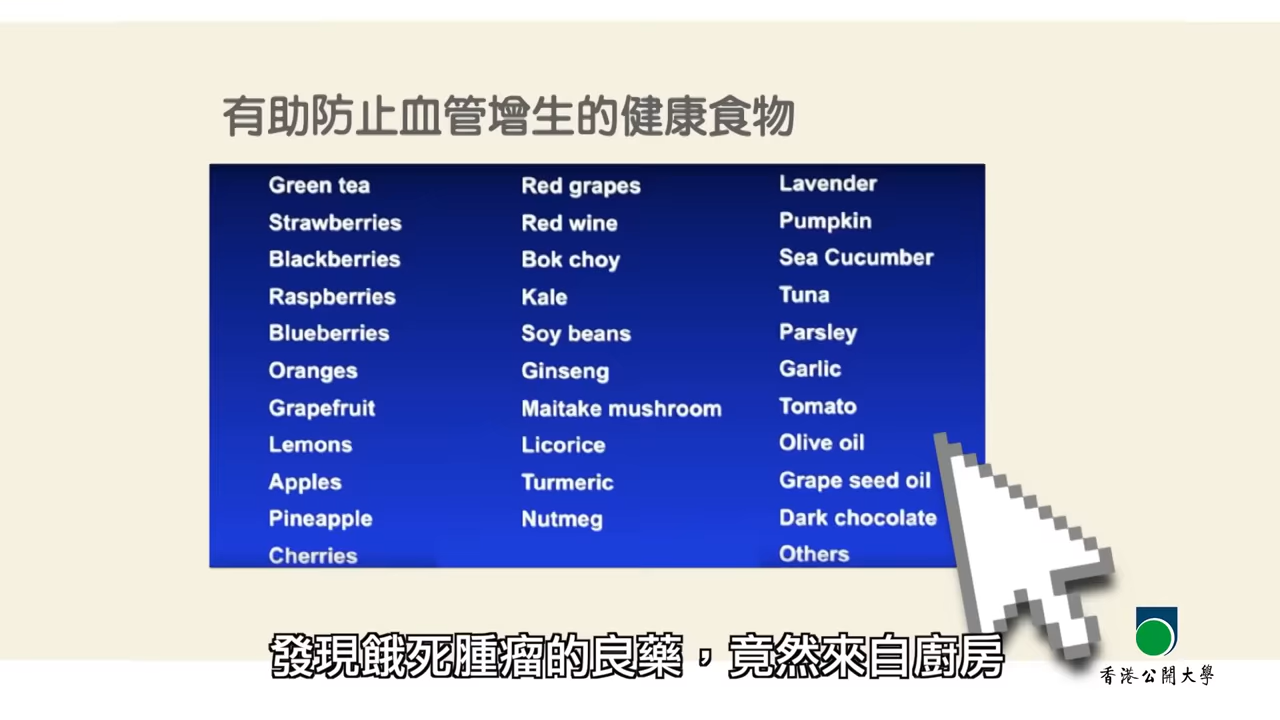 有助防止血管增生的健康食物
Green tea
Strawberries
Blackberries
Raspberries
Blueberries
Oranges
Grapefruit
Lemons
Apples
Pineapple
Cherries
Red grapes
Red wine
Bok choy
Kale
Soy beans
Ginseng
Maitake mushroom
Licorice
Turmeric
Nutmeg
Lavender
Pumpkin
Sea Cucumber
Tuna
Parsley
Garlic
Tomato
Olive oil
Grape seed oil
Dark chocolate
Others
發現餓死腫瘤的良藥，竟然來自廚房
香港公開大學